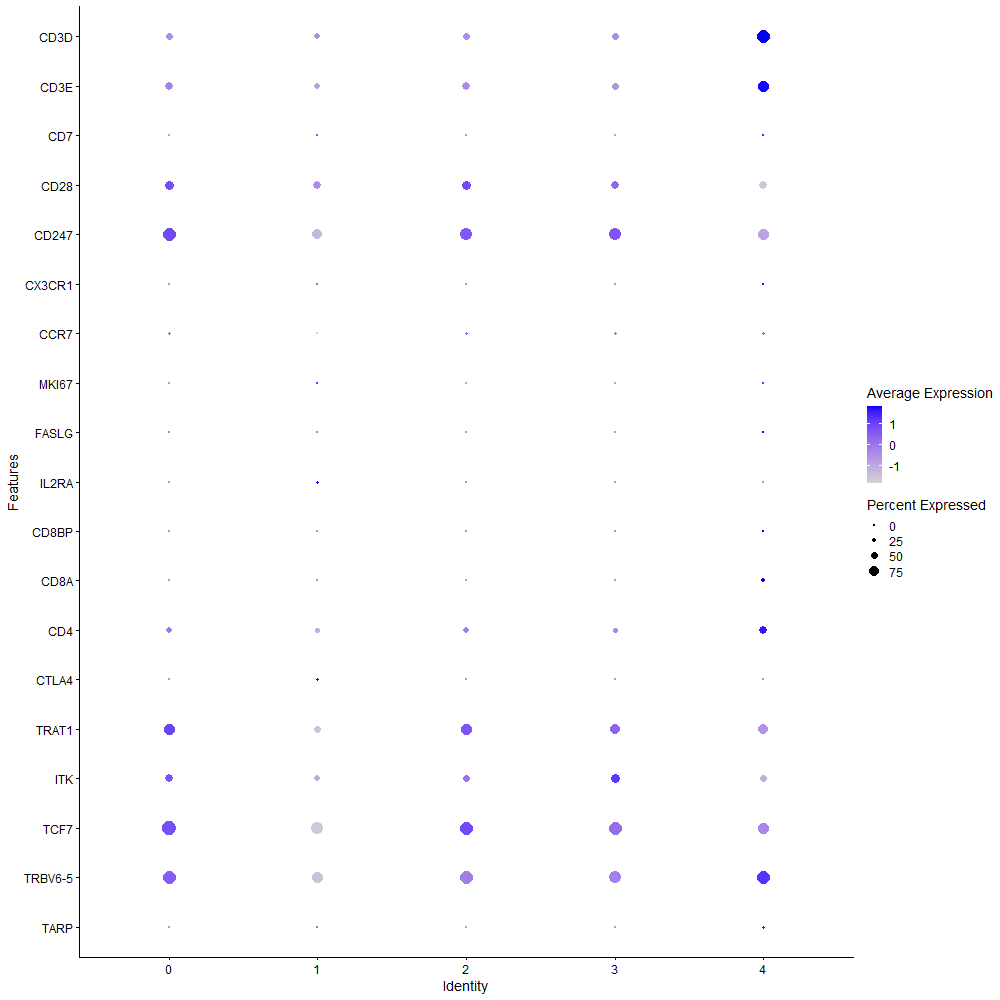 CD3D
CD3E
CD7
CD28
CD247
CX3CR1
CCR7
MKI67
FASLG
IL2RA
CD8BP
CD8A
CD4
CTLA4
TRAT1
ITK
TCF7
TRBV6-5
TARP
Features
0 1 2 3 4
Identity
Average Expression
1
0
-1
Percent Expressed
0
25
50
75